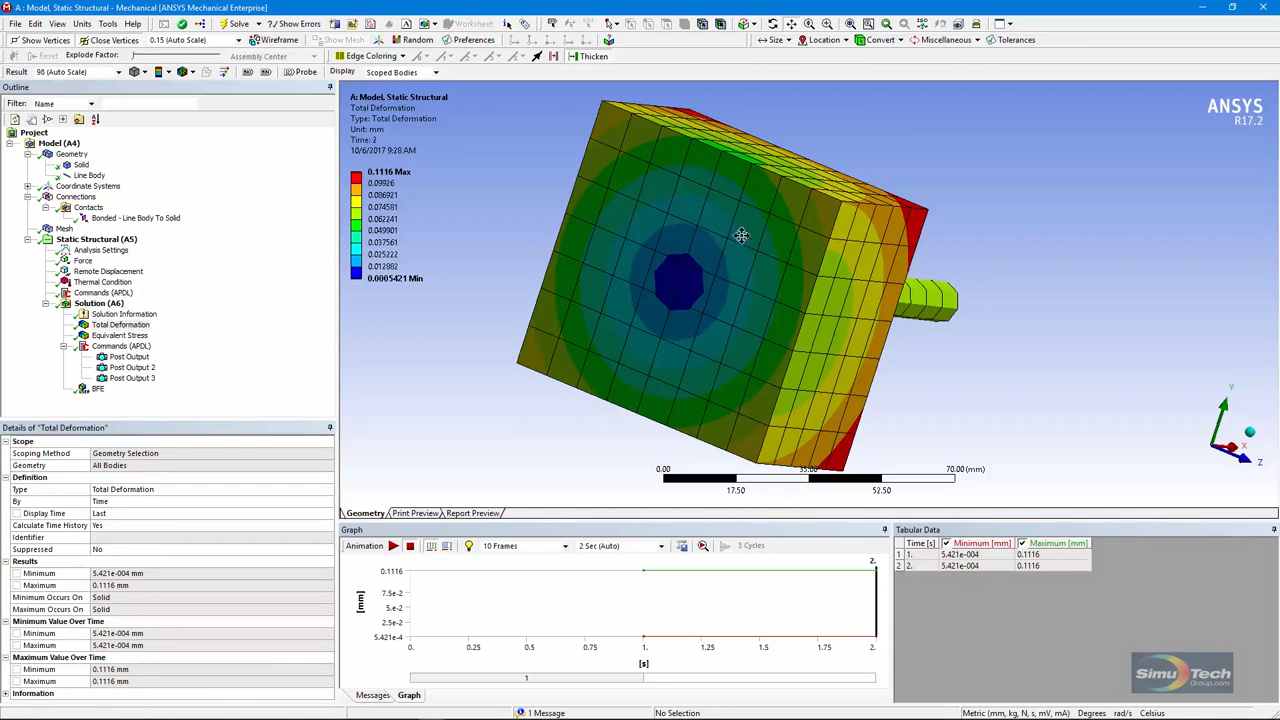 A : Model, Static Structural - Mechanical [ANSYS Mechanical Enterprise]
File Edit View Units Tools Help Solve Show Errors Worksheet
Show Vertices Close Vertices 0.15 (Auto Scale) Wireframe Show Mesh Random Preferences Size Location Convert Miscellaneous Tolerances
Reset Explode Factor: Assembly Center Edge Coloring Thicken
Result 98 (Auto Scale) Probe Display Scoped Bodies
Outline
Filter: Name
Project
Model (A4)
Geometry
Solid
Line Body
Coordinate Systems
Connections
Contacts
Bonded - Line Body To Solid
Mesh
Static Structural (A5)
Analysis Settings
Force
Remote Displacement
Thermal Condition
Commands (APDL)
Solution (A6)
Solution Information
Total Deformation
Equivalent Stress
Commands (APDL)
Post Output
Post Output 2
Post Output 3
BFE
Details of "Total Deformation"
Scope
Scoping Method Geometry Selection
Geometry All Bodies
Definition
Type Total Deformation
By Time
Display Time Last
Calculate Time History Yes
Identifier
Suppressed No
Results
Minimum 5.421e-004 mm
Maximum 0.1116 mm
Minimum Occurs On Solid
Maximum Occurs On Solid
Minimum Value Over Time
Minimum 5.421e-004 mm
Maximum 5.421e-004 mm
Maximum Value Over Time
Minimum 0.1116 mm
Maximum 0.1116 mm
Information
A: Model, Static Structural
Total Deformation
Type: Total Deformation
Unit: mm
Time: 2
10/6/2017 9:28 AM
0.1116 Max
0.09926
0.086921
0.074581
0.062241
0.049901
0.037561
0.025222
0.012882
0.0005421 Min
ANSYS
R17.2
Y
X
Z
0.00 35.00 70.00 (mm)
17.50 52.50
Geometry Print Preview Report Preview
Graph
Animation 10 Frames 2 Sec (Auto) 3 Cycles
2.
0.1116
7.5e-2
5.e-2
2.5e-2
5.421e-4
[mm]
0. 0.25 0.5 0.75 1. 1.25 1.5 1.75 2.
[s]
1
Messages Graph
Tabular Data
Time [s] Minimum [mm] Maximum [mm]
1 1. 5.421e-004 0.1116
2 2. 5.421e-004 0.1116
SimuTech
Group.com
1 Message No Selection Metric (mm, kg, N, s, mV, mA) Degrees rad/s Celsius